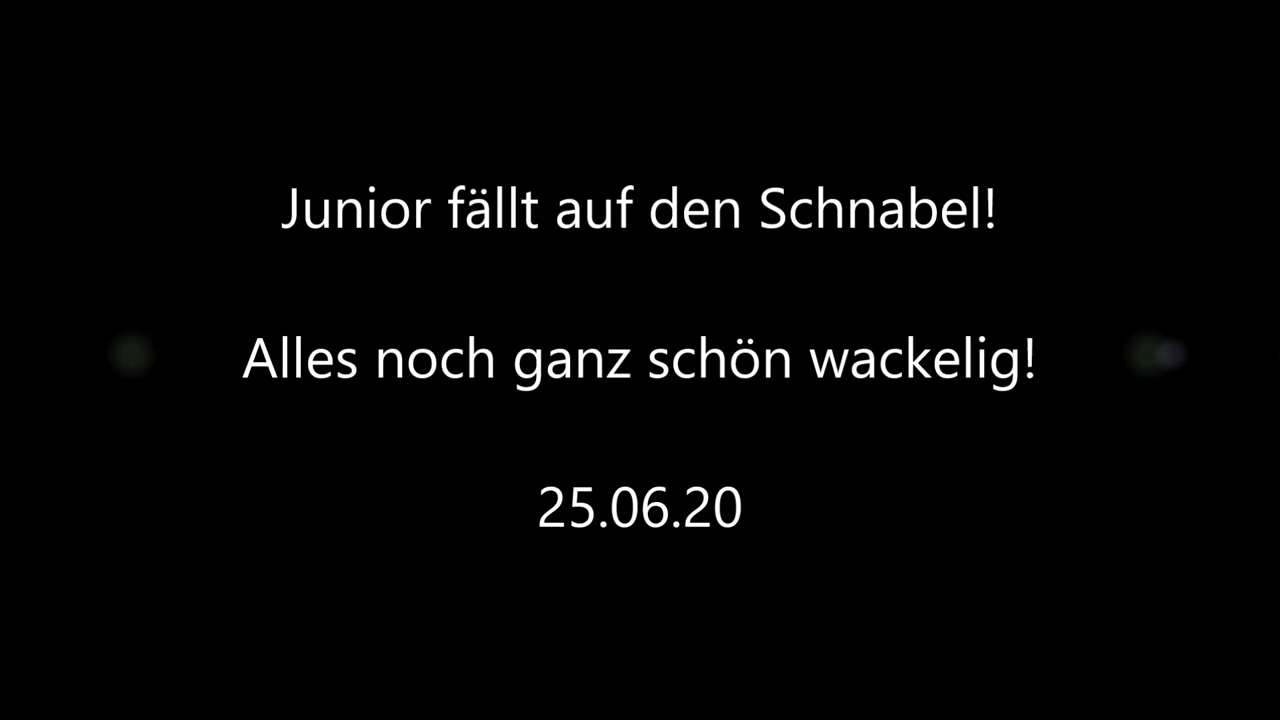 Junior fällt auf den Schnabel!
Alles noch ganz schön wackelig!
25.06.20